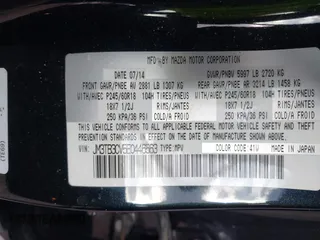 MFD.BY MAZDA MOTOR CORPORATION
DATE 07/14 GVWR/PNBV 5997 LB 2720 KG
FRONT GAWR/PNBE AV 2881 LB 1307 KG REAR GAWR/PNBE AR 3214 LB 1458 KG
WITH/AVEC P245/60R18 104H TIRES/PNEUS WITH/AVEC P245/60R18 104H TIRES/PNEUS
18X7 1/2J RIMS/JANTES 18X7 1/2J RIMS/JANTES
250 KPA/36 PSI COLD/FROID 250 KPA/36 PSI COLD/FROID
THIS VEHICLE CONFORMS TO ALL APPLICABLE FEDERAL MOTOR VEHICLE
SAFETY AND THEFT PREVENTION STANDARDS IN EFFECT ON THE
DATE OF MANUFACTURE SHOWN ABOVE.
TYPE MPV
COLOR CODE 41W
MADE IN JAPAN